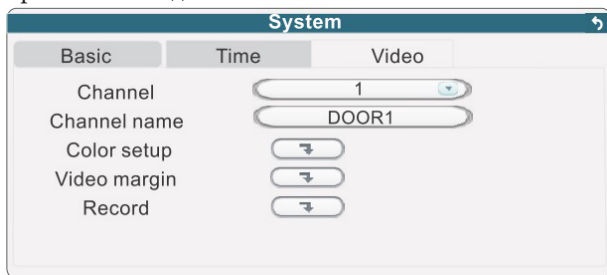 System
Basic Time Video
Channel 1
Channel name DOOR1
Color setup
Video margin
Record